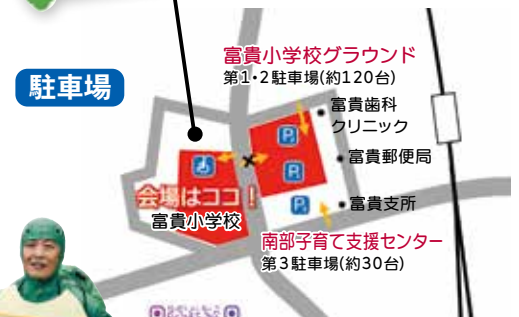 駐車場
富貴小学校グラウンド
第1・2駐車場(約120台)
富貴歯科
クリニック
P
富貴郵便局
P
会場はココ!
富貴小学校
P
富貴支所
南部子育て支援センター
第3駐車場(約30台)